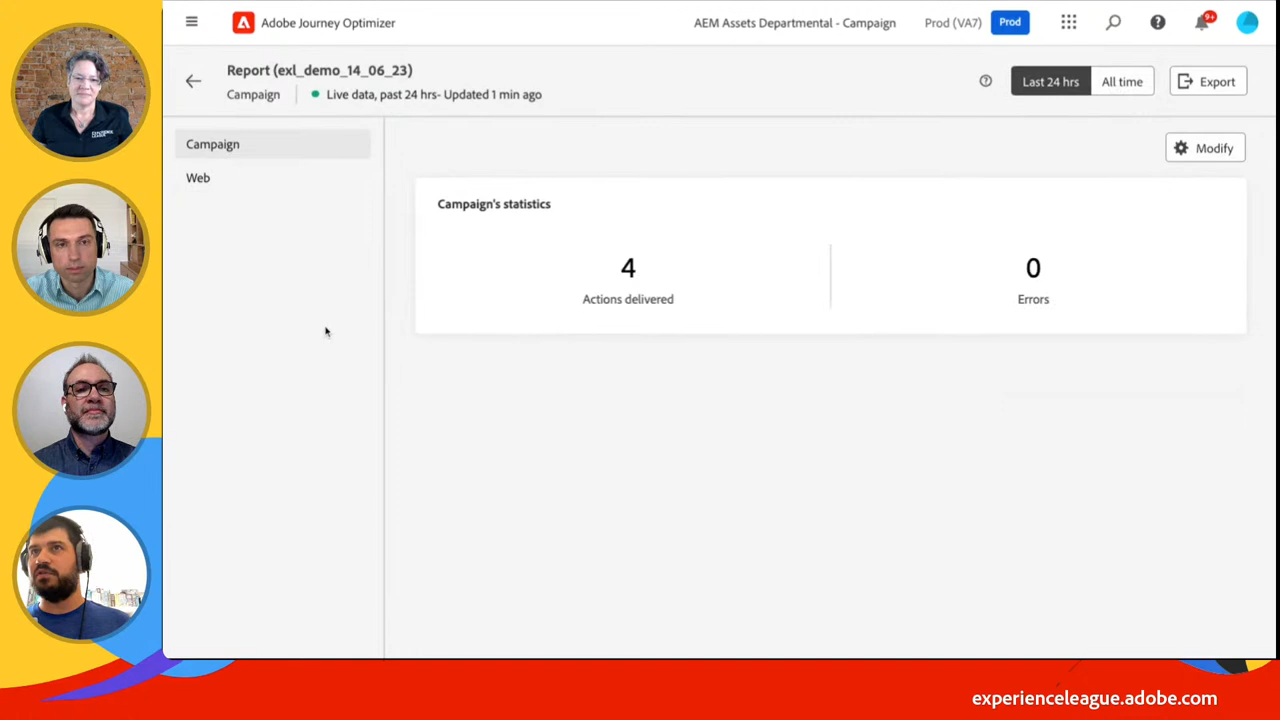 Adobe Journey Optimizer
AEM Assets Departmental - Campaign
Prod (VA7)
Prod
9+
Report (exl_demo_14_06_23)
Campaign
Live data, past 24 hrs- Updated 1 min ago
Last 24 hrs
All time
Export
Campaign
Web
Modify
Campaign's statistics
4
Actions delivered
0
Errors
experienceleague.adobe.com